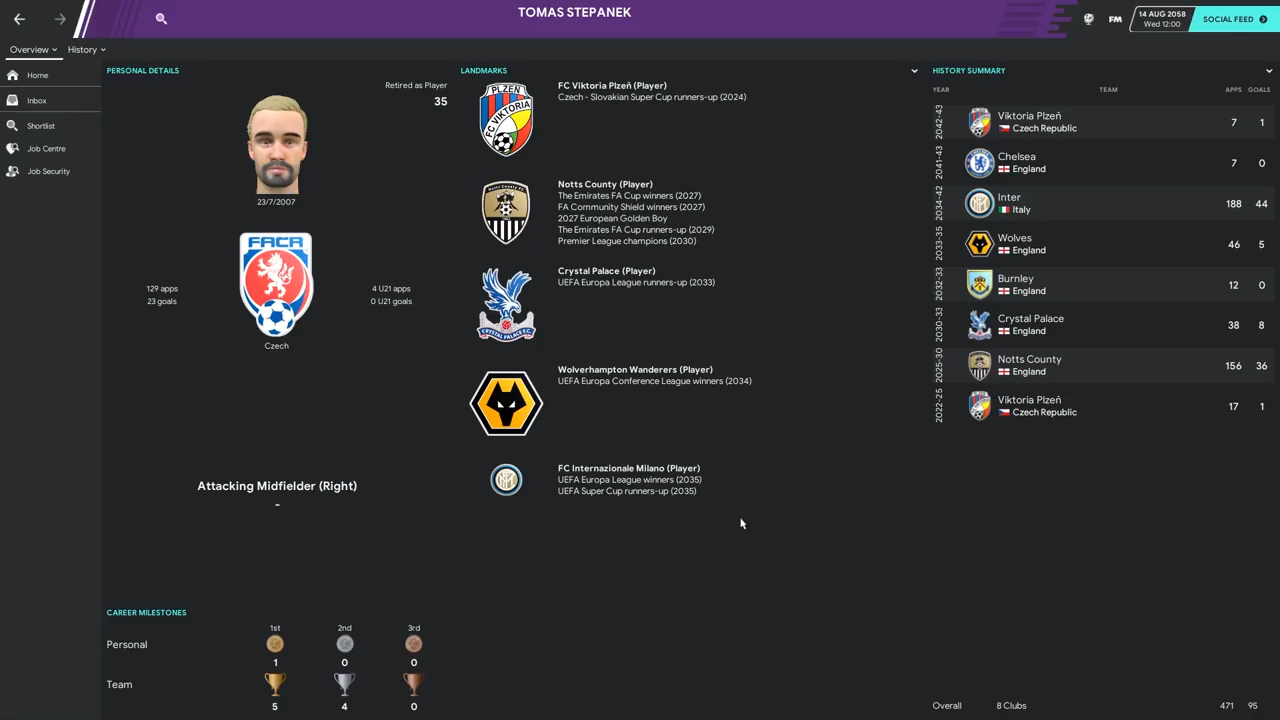 TOMAS STEPANEK
FM
14 AUG 2058
Wed 12:00
SOCIAL FEED
Overview
History
Home
Inbox
Shortlist
Job Centre
Job Security
PERSONAL DETAILS
Retired as Player
35
23/7/2007
FAČR
129 apps
23 goals
4 U21 apps
0 U21 goals
Czech
Attacking Midfielder (Right)
-
CAREER MILESTONES
1st
2nd
3rd
Personal
1
0
0
Team
5
4
0
LANDMARKS
PLZEŇ
FC VIKTORIA
FC Viktoria Plzeň (Player)
Czech - Slovakian Super Cup runners-up (2024)
Notts County (Player)
The Emirates FA Cup winners (2027)
FA Community Shield winners (2027)
2027 European Golden Boy
The Emirates FA Cup runners-up (2029)
Premier League champions (2030)
CRYSTAL PALACE F.C.
Crystal Palace (Player)
UEFA Europa League runners-up (2033)
Wolverhampton Wanderers (Player)
UEFA Europa Conference League winners (2034)
FC Internazionale Milano (Player)
UEFA Europa League winners (2035)
UEFA Super Cup runners-up (2035)
HISTORY SUMMARY
YEAR TEAM APPS GOALS
2042-43 Viktoria Plzeň 7 1
Czech Republic
2041-43 Chelsea 7 0
England
2034-42 Inter 188 44
Italy
2033-35 Wolves 46 5
England
2032-33 Burnley 12 0
England
2030-33 Crystal Palace 38 8
England
2025-30 Notts County 156 36
England
2022-25 Viktoria Plzeň 17 1
Czech Republic
Overall 8 Clubs 471 95